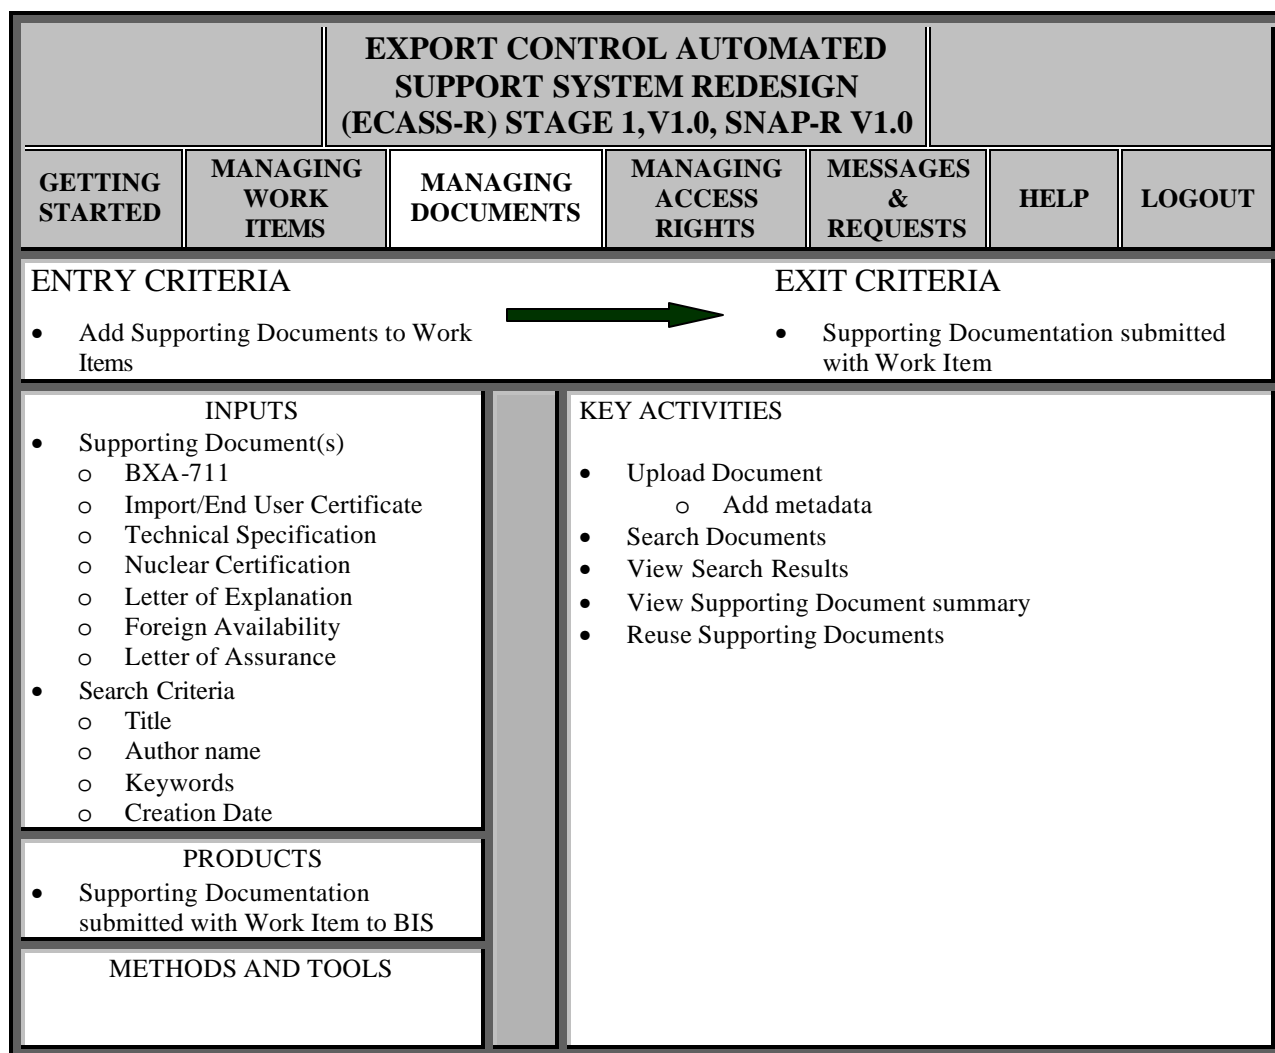 EXPORT CONTROL AUTOMATED
SUPPORT SYSTEM REDESIGN
(ECASS-R) STAGE 1,V1.0, SNAP-R V1.0
GETTING
STARTED
MANAGING
WORK
ITEMS
MANAGING
DOCUMENTS
MANAGING
ACCESS
RIGHTS
MESSAGES
&
REQUESTS
HELP
LOGOUT
ENTRY CRITERIA
• Add Supporting Documents to Work
Items
EXIT CRITERIA
• Supporting Documentation submitted
with Work Item
INPUTS
• Supporting Document(s)
o BXA-711
o Import/End User Certificate
o Technical Specification
o Nuclear Certification
o Letter of Explanation
o Foreign Availability
o Letter of Assurance
• Search Criteria
o Title
o Author name
o Keywords
o Creation Date
PRODUCTS
• Supporting Documentation
submitted with Work Item to BIS
METHODS AND TOOLS
KEY ACTIVITIES
• Upload Document
o Add metadata
• Search Documents
• View Search Results
• View Supporting Document summary
• Reuse Supporting Documents